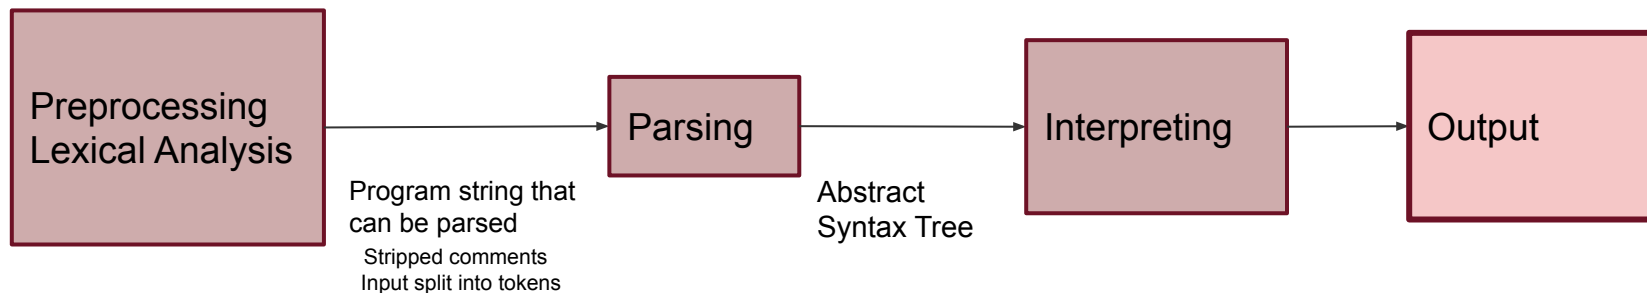 Preprocessing
Lexical Analysis
Program string that
can be parsed
Stripped comments
Input split into tokens
Parsing
Abstract
Syntax Tree
Interpreting
Output